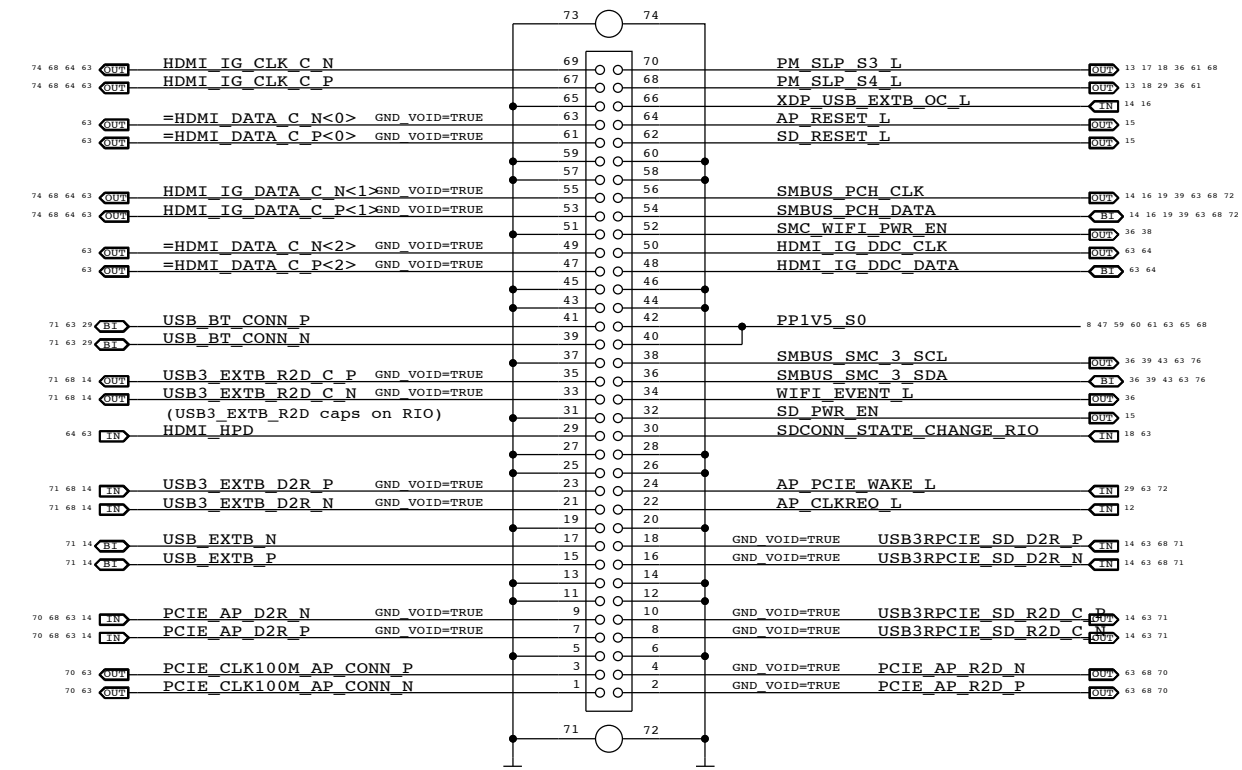 73 74
74 68 64 63 OUT HDMI_IG_CLK_C_N 69 70 PM_SLP_S3_L OUT 13 17 18 36 61 68
74 68 64 63 OUT HDMI_IG_CLK_C_P 67 68 PM_SLP_S4_L OUT 13 18 29 36 61
65 66 XDP_USB_EXTB_OC_L IN 14 16
63 OUT =HDMI_DATA_C_N<0> GND_VOID=TRUE 63 64 AP_RESET_L OUT 15
63 OUT =HDMI_DATA_C_P<0> GND_VOID=TRUE 61 62 SD_RESET_L OUT 15
59 60
57 58
74 68 64 63 OUT HDMI_IG_DATA_C_N<1> GND_VOID=TRUE 55 56 SMBUS_PCH_CLK OUT 14 16 19 39 63 68 72
74 68 64 63 OUT HDMI_IG_DATA_C_P<1> GND_VOID=TRUE 53 54 SMBUS_PCH_DATA BI 14 16 19 39 63 68 72
51 52 SMC_WIFI_PWR_EN OUT 36 38
63 OUT =HDMI_DATA_C_N<2> GND_VOID=TRUE 49 50 HDMI_IG_DDC_CLK OUT 63 64
63 OUT =HDMI_DATA_C_P<2> GND_VOID=TRUE 47 48 HDMI_IG_DDC_DATA BI 63 64
45 46
43 44
71 63 29 BI USB_BT_CONN_P 41 42 PP1V5_S0 8 47 59 60 61 63 65 68
71 63 29 BI USB_BT_CONN_N 39 40
37 38 SMBUS_SMC_3_SCL OUT 36 39 43 63 76
71 68 14 OUT USB3_EXTB_R2D_C_P GND_VOID=TRUE 35 36 SMBUS_SMC_3_SDA BI 36 39 43 63 76
71 68 14 OUT USB3_EXTB_R2D_C_N GND_VOID=TRUE 33 34 WIFI_EVENT_L OUT 36
(USB3_EXTB_R2D caps on RIO) 31 32 SD_PWR_EN OUT 15
64 63 IN HDMI_HPD 29 30 SDCONN_STATE_CHANGE_RIO IN 18 63
27 28
25 26
71 68 14 IN USB3_EXTB_D2R_P GND_VOID=TRUE 23 24 AP_PCIE_WAKE_L IN 29 63 72
71 68 14 IN USB3_EXTB_D2R_N GND_VOID=TRUE 21 22 AP_CLKREQ_L IN 12
19 20
71 14 BI USB_EXTB_N 17 18 GND_VOID=TRUE USB3RPCIE_SD_D2R_P IN 14 63 68 71
71 14 BI USB_EXTB_P 15 16 GND_VOID=TRUE USB3RPCIE_SD_D2R_N IN 14 63 68 71
13 14
11 12
70 68 63 14 IN PCIE_AP_D2R_N GND_VOID=TRUE 9 10 GND_VOID=TRUE USB3RPCIE_SD_R2D_C_P OUT 14 63 71
70 68 63 14 IN PCIE_AP_D2R_P GND_VOID=TRUE 7 8 GND_VOID=TRUE USB3RPCIE_SD_R2D_C_N OUT 14 63 71
5 6
70 63 OUT PCIE_CLK100M_AP_CONN_P 3 4 GND_VOID=TRUE PCIE_AP_R2D_N OUT 63 68 70
70 63 OUT PCIE_CLK100M_AP_CONN_N 1 2 GND_VOID=TRUE PCIE_AP_R2D_P OUT 63 68 70
71 72